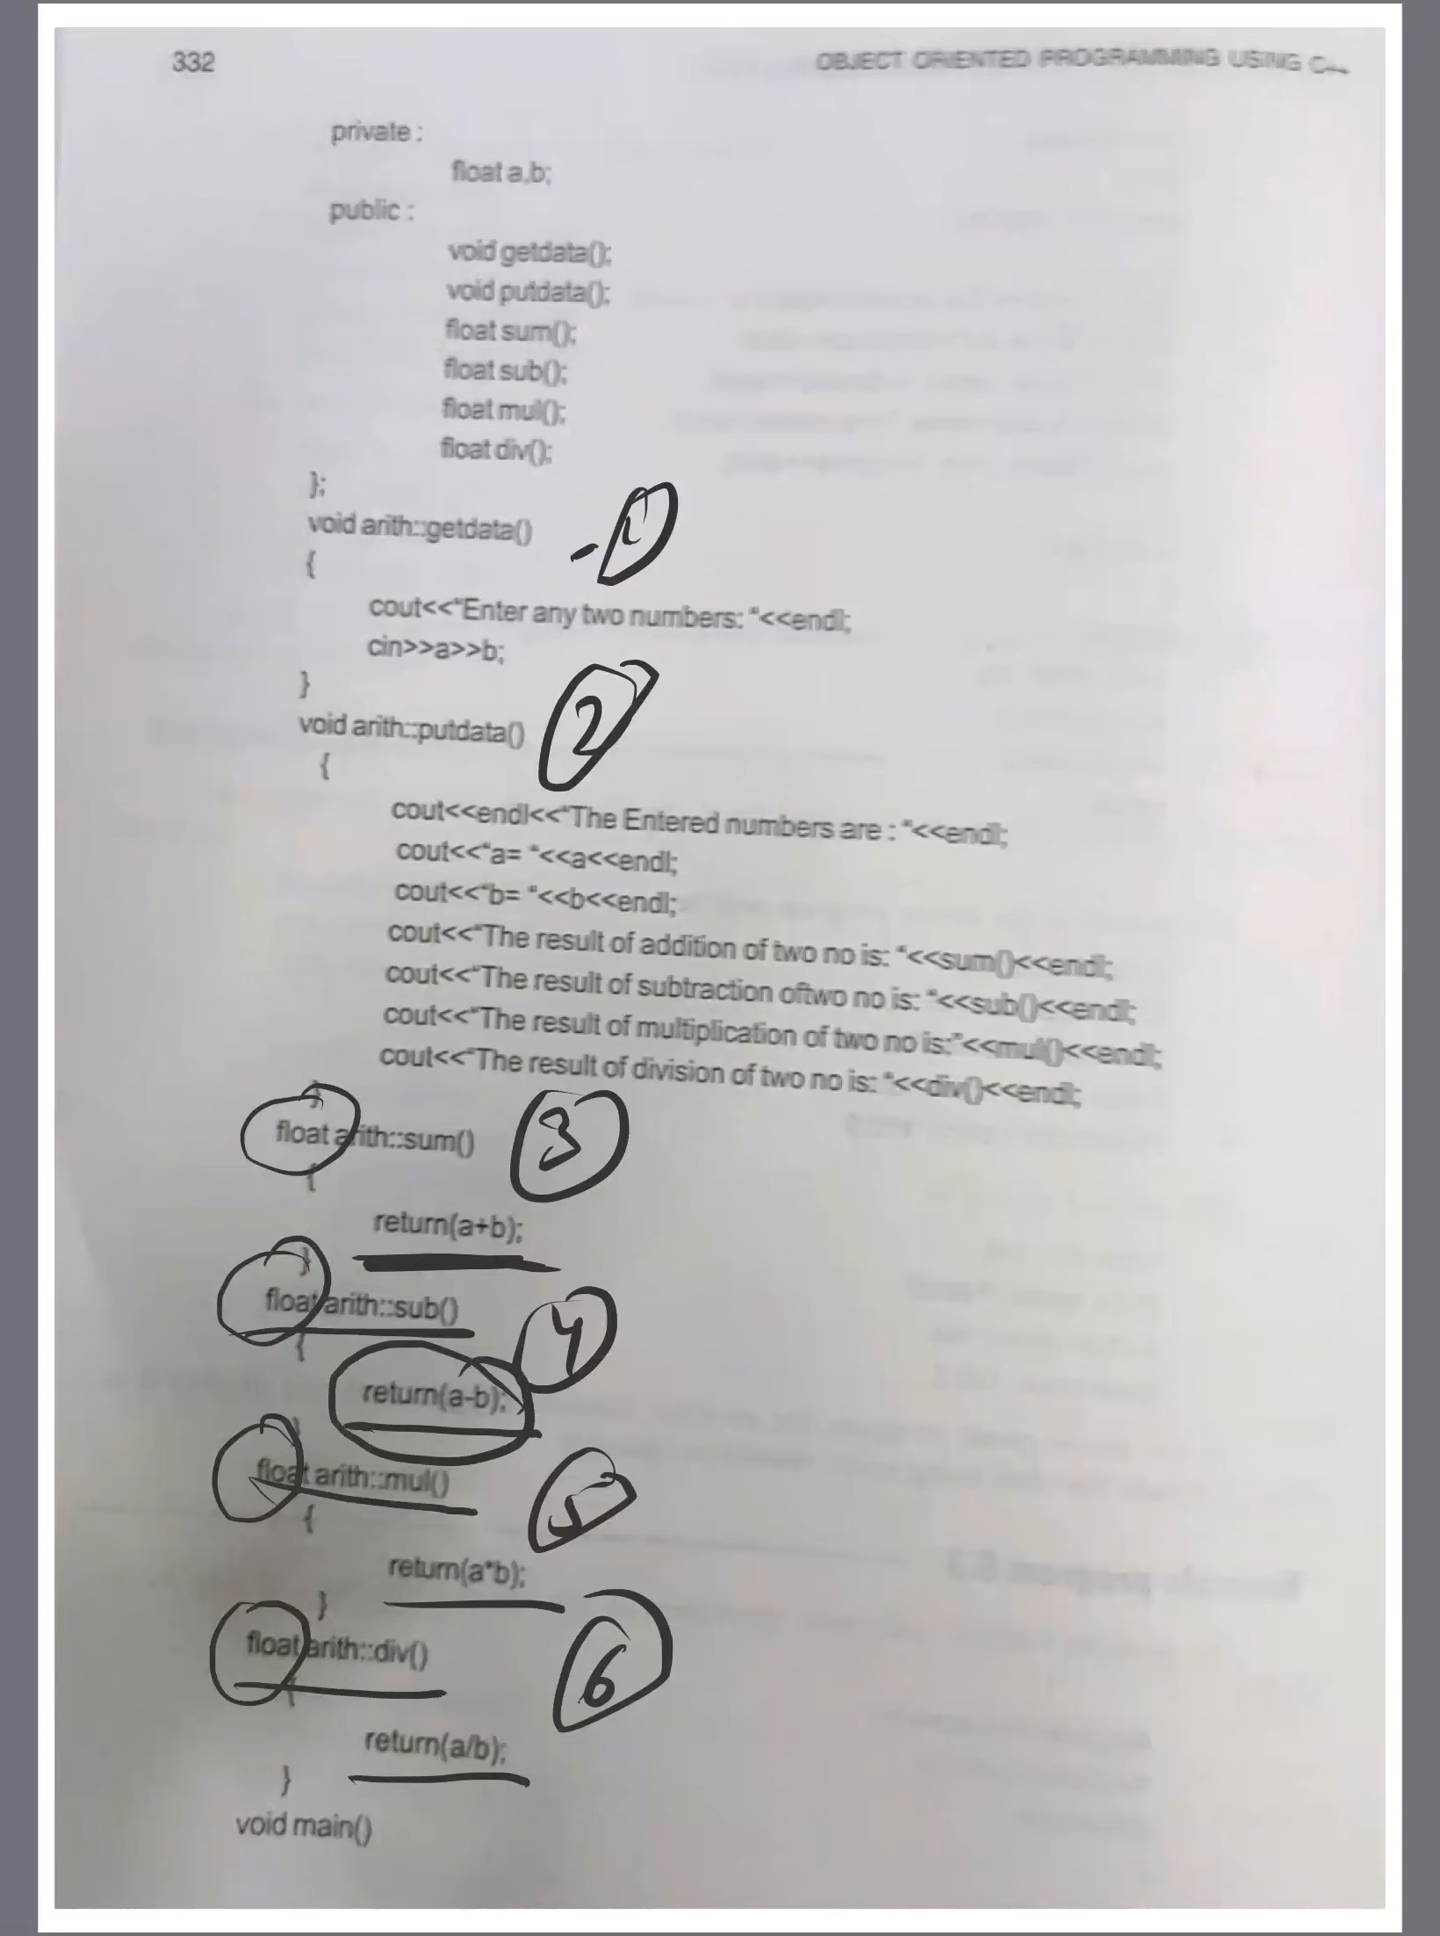 332 OBJECT ORIENTED PROGRAMMING USING C++
private :
float a,b;
public :
void getdata();
void putdata();
float sum();
float sub();
float mul();
float div();
};
void arith::getdata() - 1
{
cout<<"Enter any two numbers: "<<endl;
cin>>a>>b;
}
void arith::putdata() 2
{
cout<<endl<<"The Entered numbers are : "<<endl;
cout<<"a= "<<a<<endl;
cout<<"b= "<<b<<endl;
cout<<"The result of addition of two no is: "<<sum()<<endl;
cout<<"The result of subtraction oftwo no is: "<<sub()<<endl;
cout<<"The result of multiplication of two no is:"<<mul()<<endl;
cout<<"The result of division of two no is: "<<div()<<endl;
}
float arith::sum() 3
{
return(a+b);
}
float arith::sub() 4
{
return(a-b);
}
float arith::mul() 5
{
return(a*b);
}
float arith::div() 6
{
return(a/b);
}
void main()